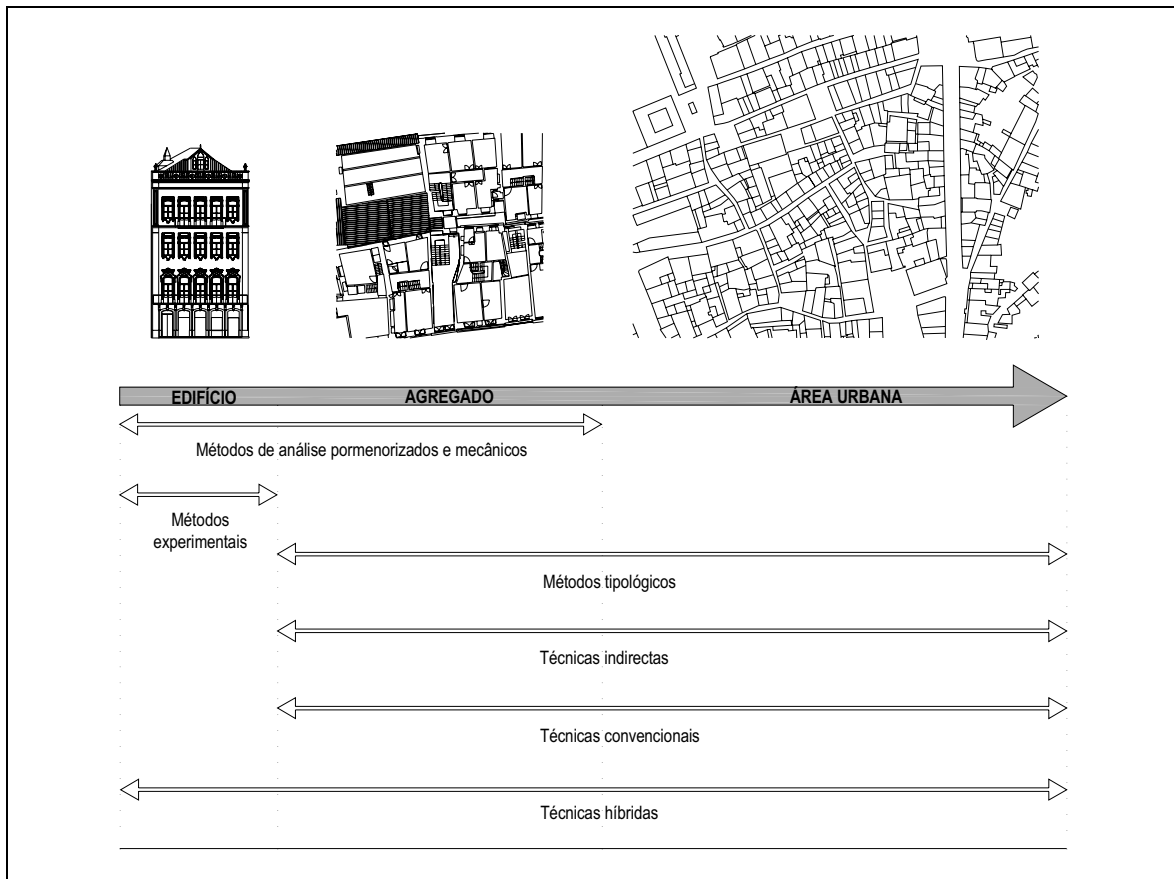 EDIFÍCIO
AGREGADO
ÁREA URBANA
Métodos de análise pormenorizados e mecânicos
Métodos
experimentais
Métodos tipológicos
Técnicas indirectas
Técnicas convencionais
Técnicas híbridas